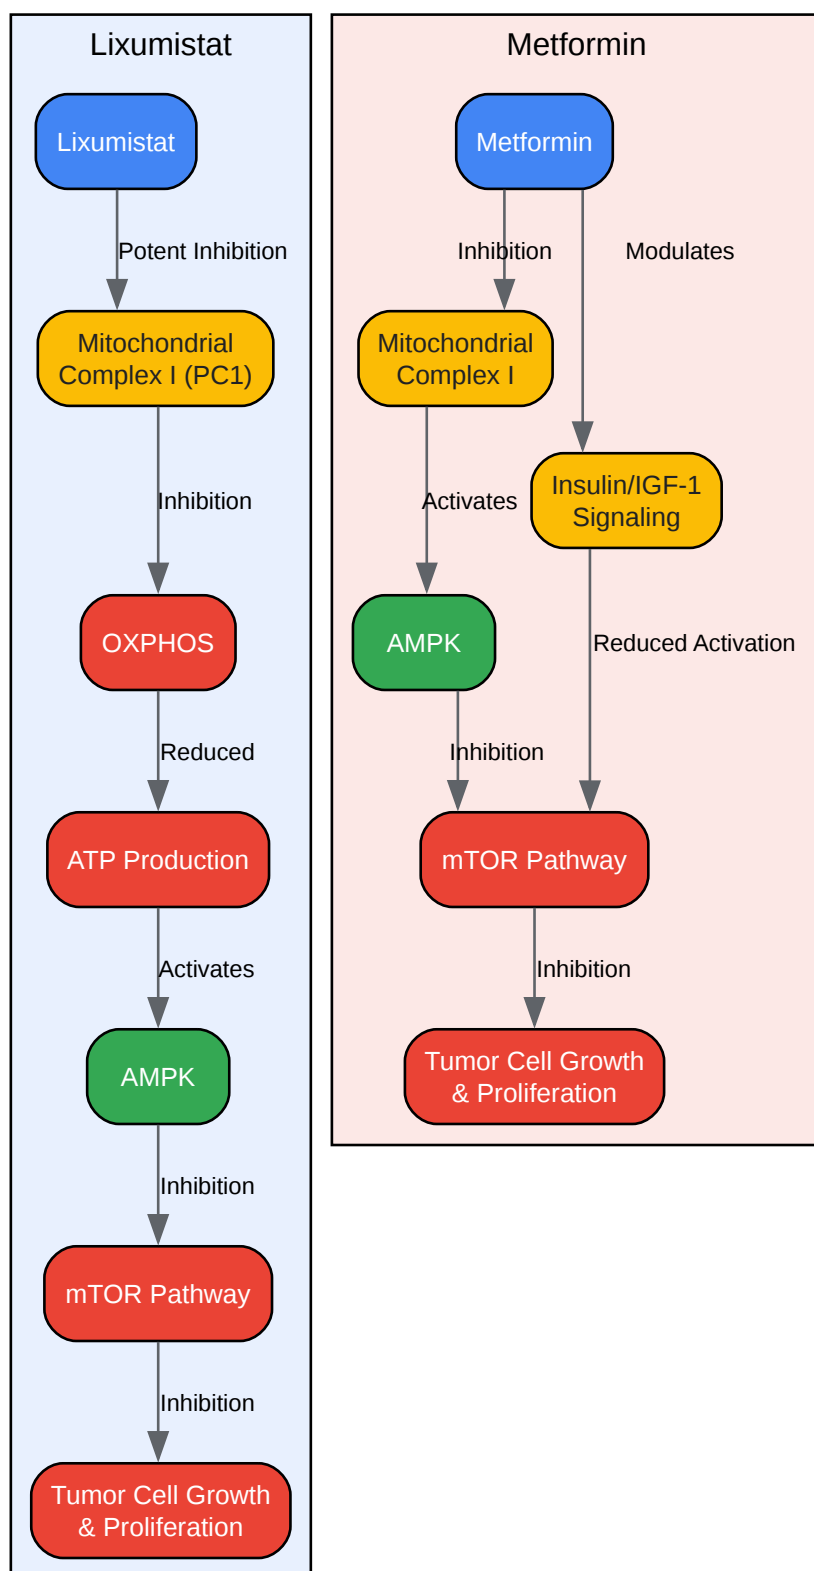 Lixumistat
Lixumistat
Potent Inhibition
Mitochondrial
Complex I (PC1)
Inhibition
OXPHOS
Reduced
ATP Production
Activates
AMPK
Inhibition
mTOR Pathway
Inhibition
Tumor Cell Growth
& Proliferation
Metformin
Metformin
Inhibition
Modulates
Mitochondrial
Complex I
Insulin/IGF-1
Signaling
Activates
AMPK
Reduced Activation
Inhibition
mTOR Pathway
Inhibition
Tumor Cell Growth
& Proliferation